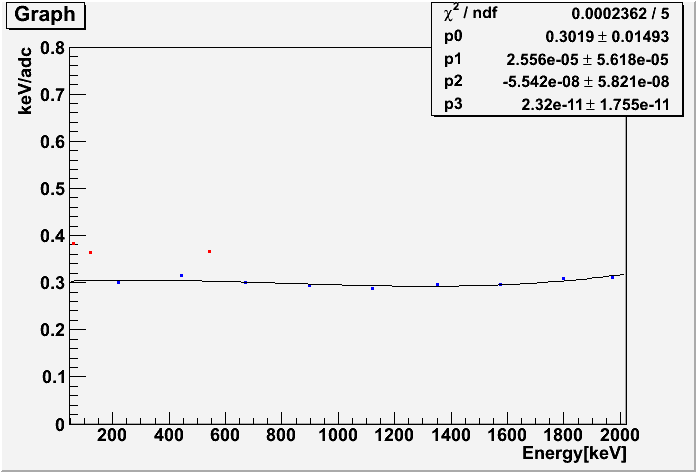 Graph
χ² / ndf 0.0002362 / 5
p0 0.3019 ± 0.01493
p1 2.556e-05 ± 5.618e-05
p2 -5.542e-08 ± 5.821e-08
p3 2.32e-11 ± 1.755e-11
keV/adc
0.8
0.7
0.6
0.5
0.4
0.3
0.2
0.1
0
200 400 600 800 1000 1200 1400 1600 1800 2000
Energy[keV]